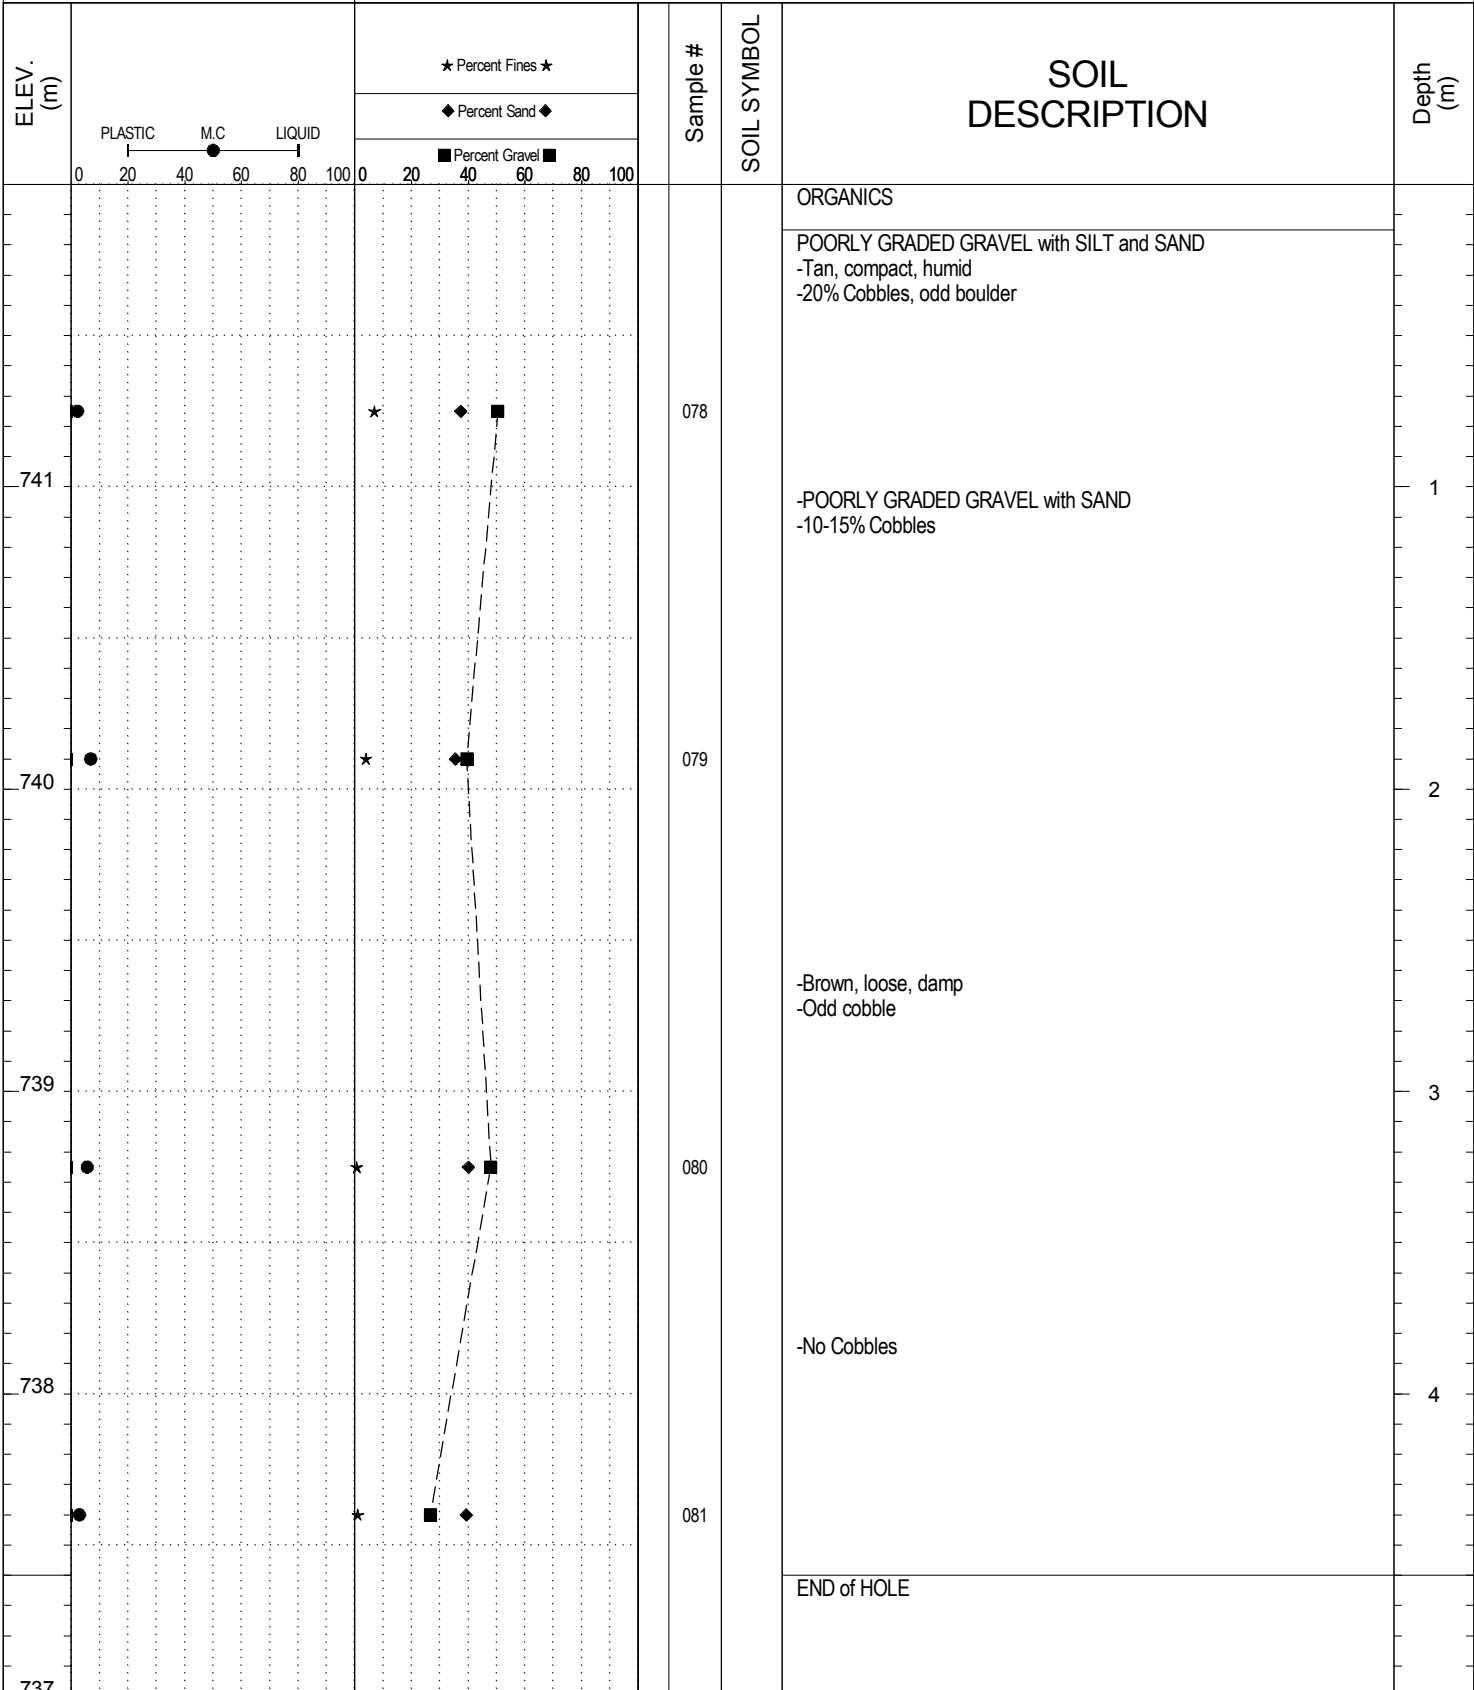 ELEV.
(m)
PLASTIC M.C LIQUID
0 20 40 60 80 100
★ Percent Fines ★
◆ Percent Sand ◆
■ Percent Gravel ■
0 20 40 60 80 100
Sample #
SOIL SYMBOL
SOIL
DESCRIPTION
Depth
(m)
ORGANICS
POORLY GRADED GRAVEL with SILT and SAND
-Tan, compact, humid
-20% Cobbles, odd boulder
078
741
1
-POORLY GRADED GRAVEL with SAND
-10-15% Cobbles
079
740
2
-Brown, loose, damp
-Odd cobble
739
3
080
-No Cobbles
738
4
081
END of HOLE
737